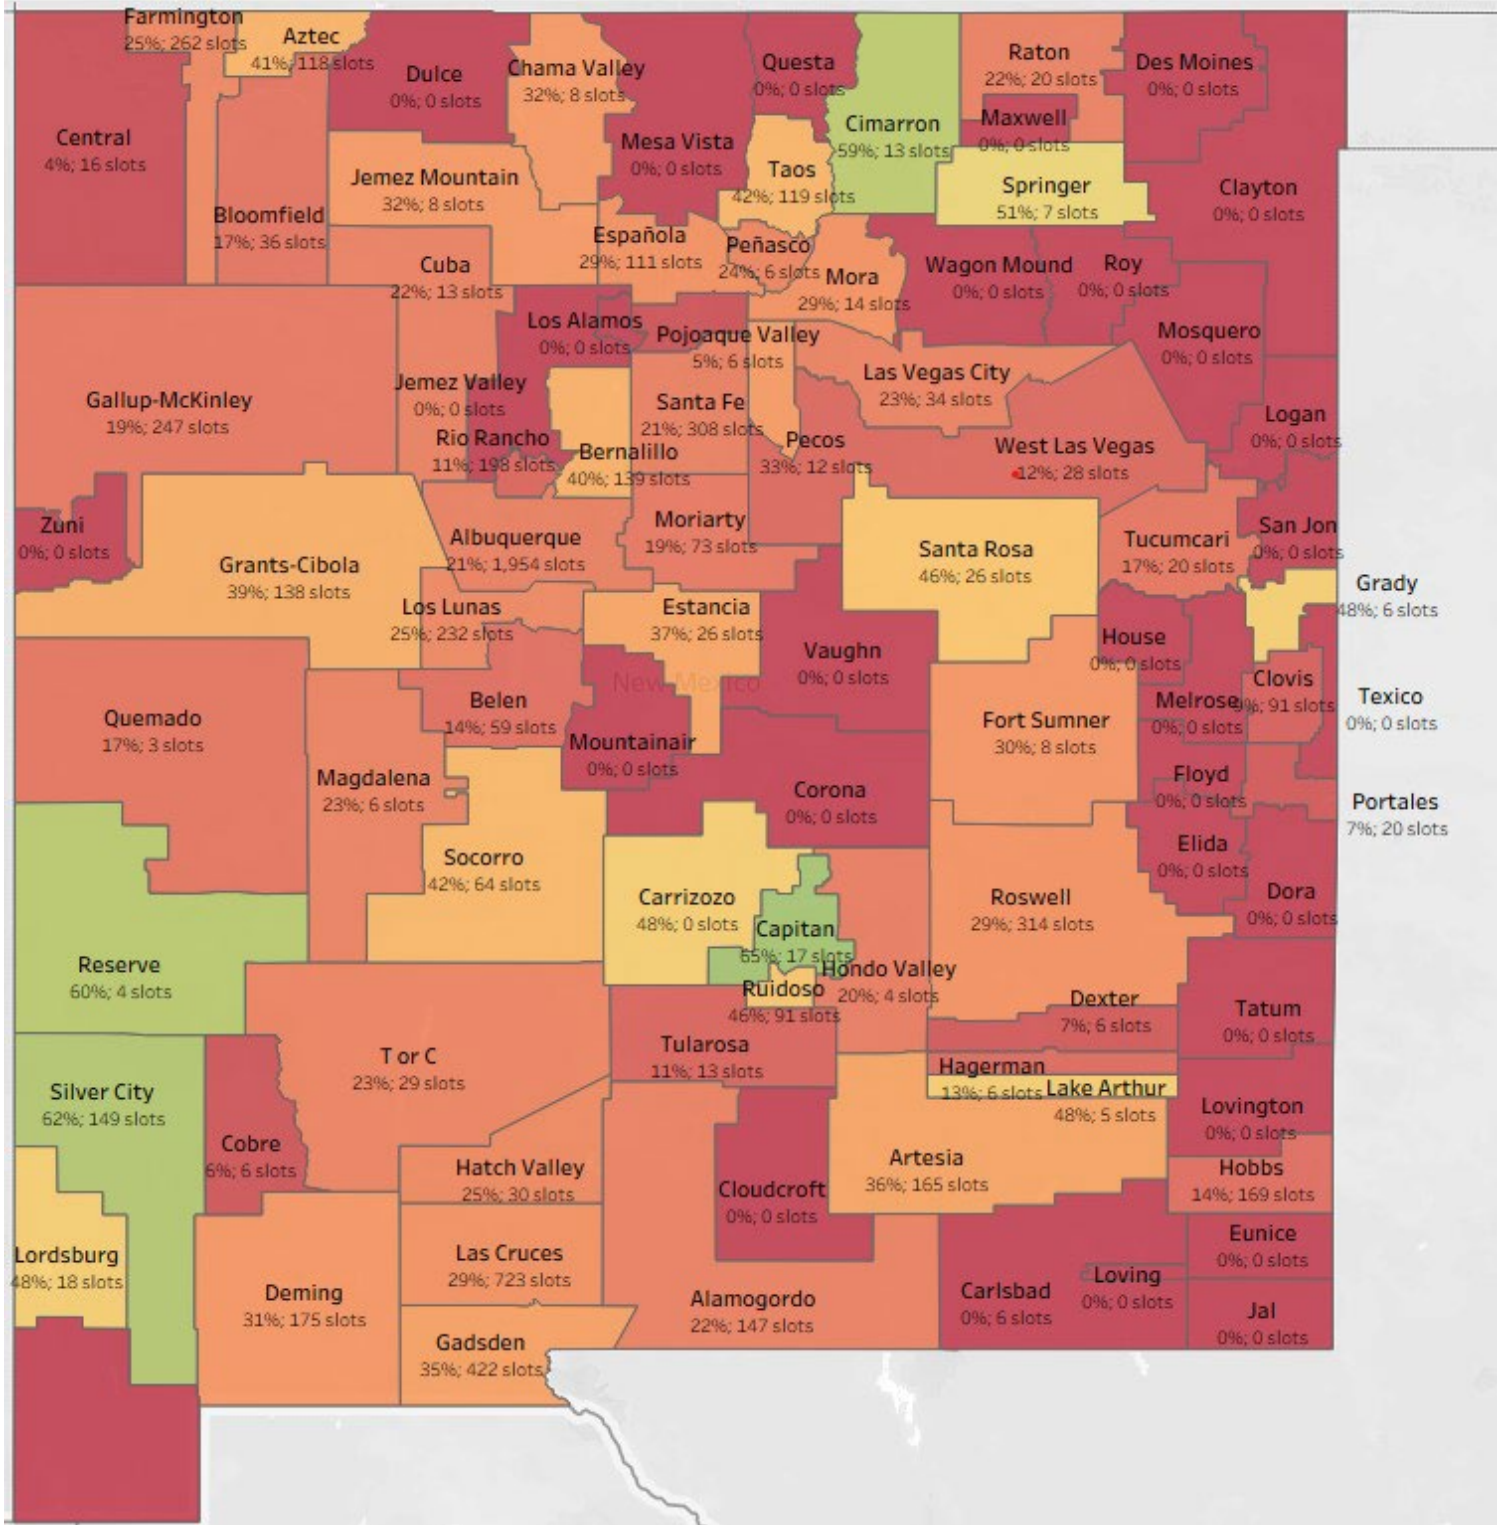 Farmington
25%; 262 slots
Aztec
41%; 118 slots
Dulce
0%; 0 slots
Chama Valley
32%; 8 slots
Questa
0%; 0 slots
Raton
22%; 20 slots
Des Moines
0%; 0 slots
Central
4%; 16 slots
Mesa Vista
0%; 0 slots
Cimarron
59%; 13 slots
Maxwell
0%; 0 slots
Jemez Mountain
32%; 8 slots
Taos
42%; 119 slots
Springer
51%; 7 slots
Clayton
0%; 0 slots
Bloomfield
17%; 36 slots
Española
29%; 111 slots
Peñasco
24%; 6 slots
Cuba
22%; 13 slots
Mora
29%; 14 slots
Wagon Mound
0%; 0 slots
Roy
0%; 0 slots
Los Alamos
0%; 0 slots
Pojoaque Valley
5%; 6 slots
Mosquero
0%; 0 slots
Gallup-McKinley
19%; 247 slots
Jemez Valley
0%; 0 slots
Santa Fe
21%; 308 slots
Las Vegas City
23%; 34 slots
Logan
0%; 0 slots
Rio Rancho
11%; 198 slots
Bernalillo
40%; 139 slots
Pecos
33%; 12 slots
West Las Vegas
12%; 28 slots
Zuni
0%; 0 slots
Grants-Cibola
39%; 138 slots
Albuquerque
21%; 1,954 slots
Moriarty
19%; 73 slots
Santa Rosa
46%; 26 slots
Tucumcari
17%; 20 slots
San Jon
0%; 0 slots
Grady
48%; 6 slots
Los Lunas
25%; 232 slots
Estancia
37%; 26 slots
Vaughn
0%; 0 slots
House
0%; 0 slots
New Mexico
Quemado
17%; 3 slots
Belen
14%; 59 slots
Mountainair
0%; 0 slots
Fort Sumner
30%; 8 slots
Melrose
0%; 0 slots
Clovis
9%; 91 slots
Texico
0%; 0 slots
Magdalena
23%; 6 slots
Corona
0%; 0 slots
Floyd
0%; 0 slots
Portales
7%; 20 slots
Socorro
42%; 64 slots
Carrizozo
48%; 0 slots
Capitan
65%; 17 slots
Roswell
29%; 314 slots
Elida
0%; 0 slots
Dora
0%; 0 slots
Reserve
60%; 4 slots
Ruidoso
46%; 91 slots
Hondo Valley
20%; 4 slots
Dexter
7%; 6 slots
Tatum
0%; 0 slots
T or C
23%; 29 slots
Tularosa
11%; 13 slots
Hagerman
13%; 6 slots
Lake Arthur
48%; 5 slots
Silver City
62%; 149 slots
Cobre
6%; 6 slots
Lovington
0%; 0 slots
Hatch Valley
25%; 30 slots
Cloudcroft
0%; 0 slots
Artesia
36%; 165 slots
Hobbs
14%; 169 slots
Lordsburg
48%; 18 slots
Deming
31%; 175 slots
Las Cruces
29%; 723 slots
Alamogordo
22%; 147 slots
Carlsbad
0%; 6 slots
Loving
0%; 0 slots
Eunice
0%; 0 slots
Gadsden
35%; 422 slots
Jal
0%; 0 slots